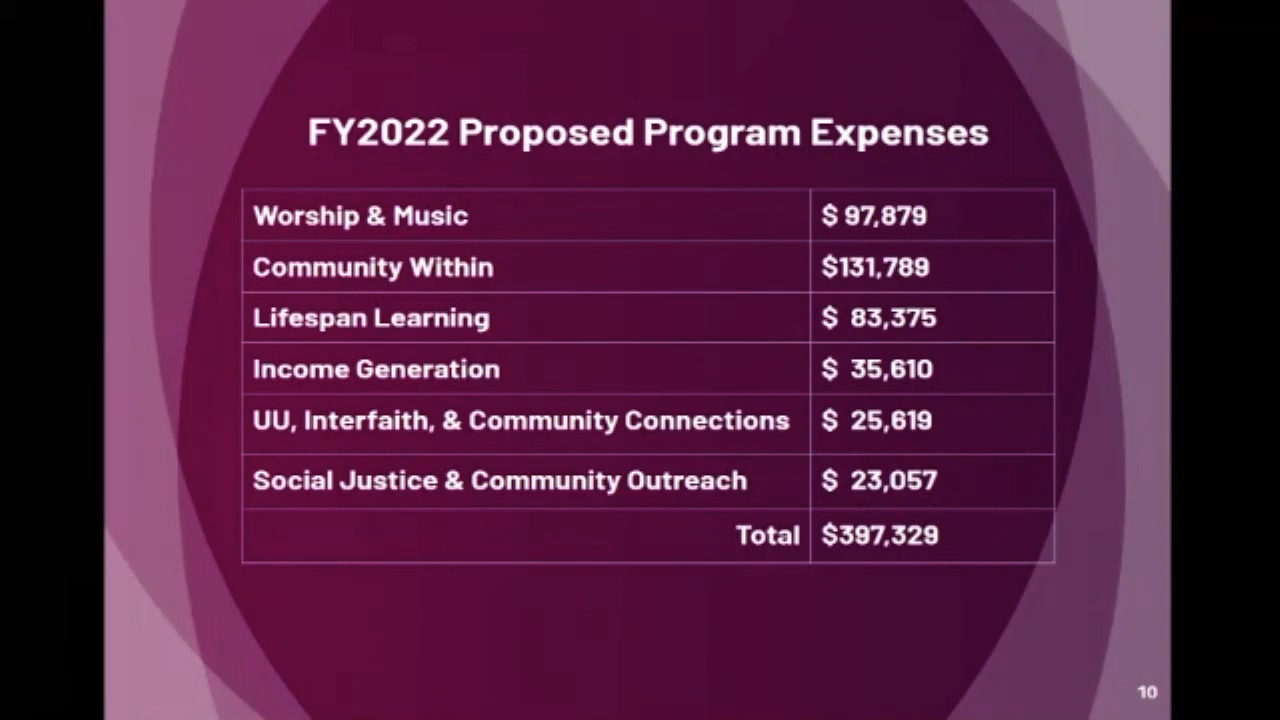 FY2022 Proposed Program Expenses
Worship & Music $ 97,879
Community Within $131,789
Lifespan Learning $ 83,375
Income Generation $ 35,610
UU, Interfaith, & Community Connections $ 25,619
Social Justice & Community Outreach $ 23,057
Total $397,329
10